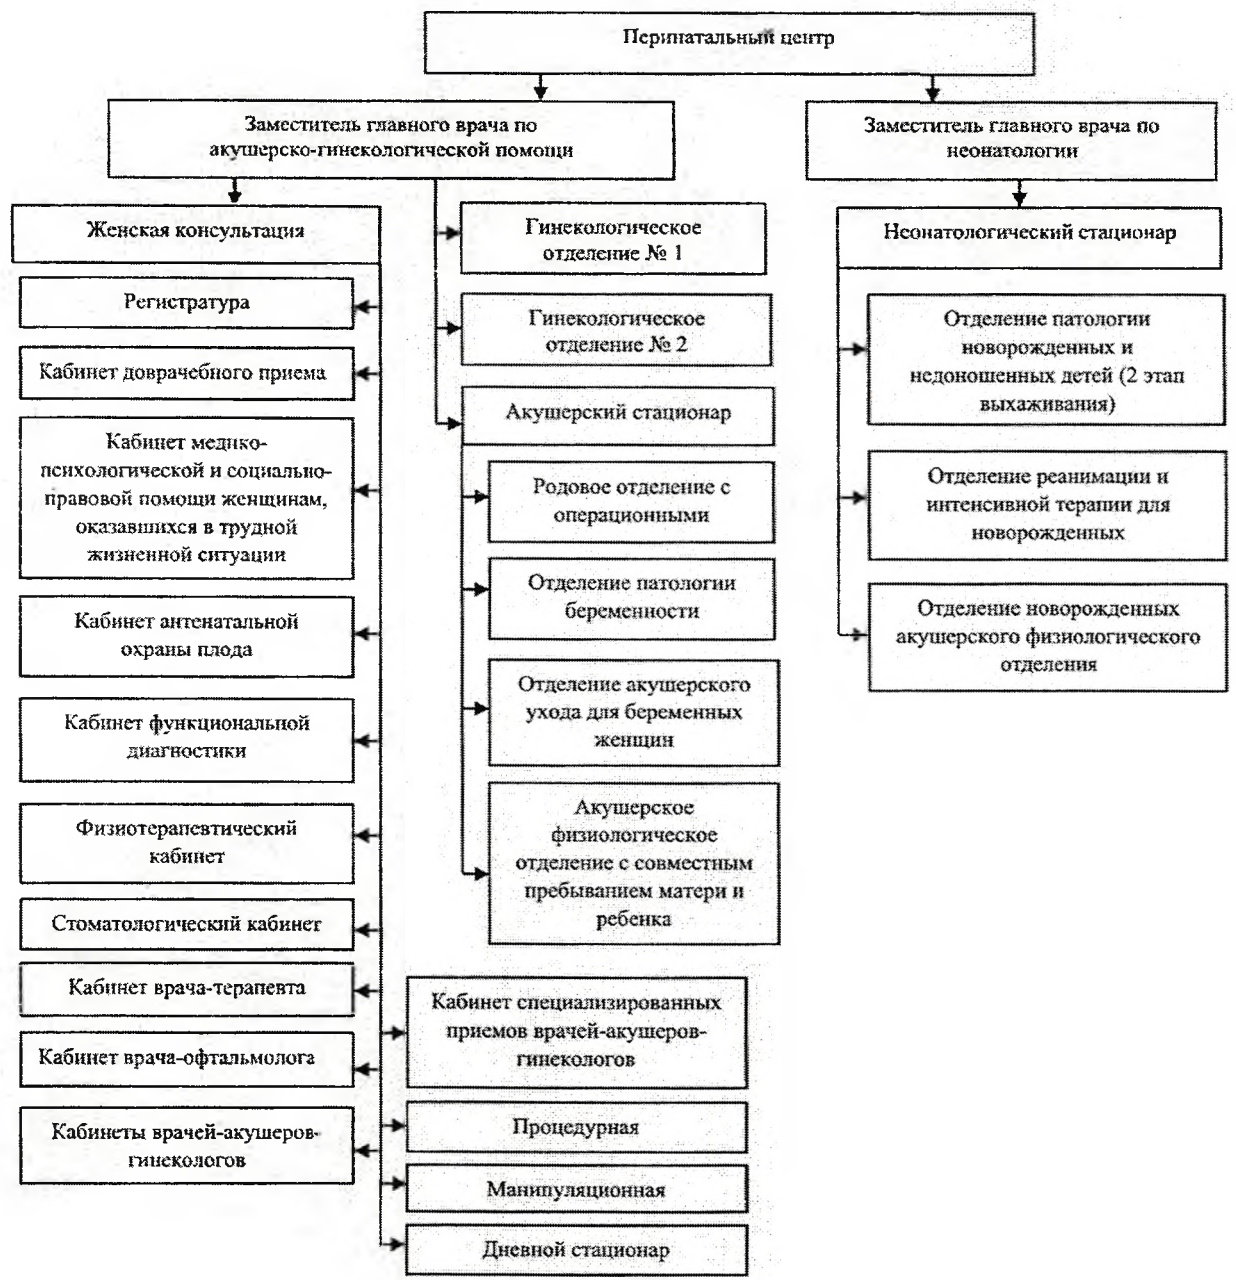 Перинатальный центр
Заместитель главного врача по
акушерско-гинекологической помощи
Заместитель главного врача по
неонатологии
Женская консультация
Регистратура
Кабинет доврачебного приема
Кабинет медико-
психологической и социально-
правовой помощи женщинам,
оказавшихся в трудной
жизненной ситуации
Кабинет антенатальной
охраны плода
Кабинет функциональной
диагностики
Физиотерапевтический
кабинет
Стоматологический кабинет
Кабинет врача-терапевта
Кабинет врача-офтальмолога
Кабинеты врачей-акушеров-
гинекологов
Кабинет специализированных
приемов врачей-акушеров-
гинекологов
Процедурная
Манипуляционная
Дневной стационар
Гинекологическое
отделение № 1
Гинекологическое
отделение № 2
Акушерский стационар
Родовое отделение с
операционными
Отделение патологии
беременности
Отделение акушерского
ухода для беременных
женщин
Акушерское
физиологическое
отделение с совместным
пребыванием матери и
ребенка
Неонатологический стационар
Отделение патологии
новорожденных и
недоношенных детей (2 этап
выхаживания)
Отделение реанимации и
интенсивной терапии для
новорожденных
Отделение новорожденных
акушерского физиологического
отделения